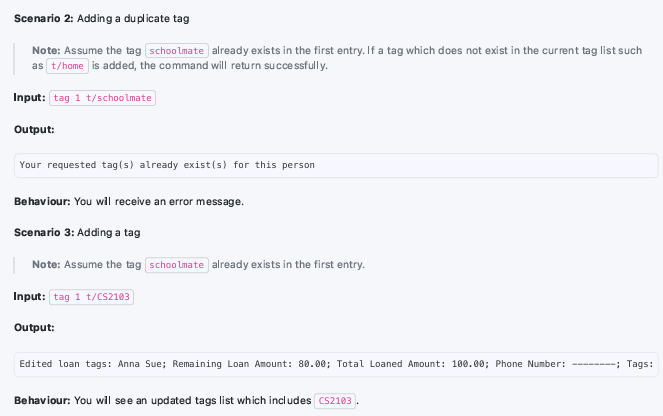 Scenario 2: Adding a duplicate tag
Note: Assume the tag schoolmate already exists in the first entry. If a tag which does not exist in the current tag list such
as t/home is added, the command will return successfully.
Input: tag 1 t/schoolmate
Output:
Your requested tag(s) already exist(s) for this person
Behaviour: You will receive an error message.
Scenario 3: Adding a tag
Note: Assume the tag schoolmate already exists in the first entry.
Input: tag 1 t/CS2103
Output:
Edited loan tags: Anna Sue; Remaining Loan Amount: 80.00; Total Loaned Amount: 100.00; Phone Number: --------; Tags:
Behaviour: You will see an updated tags list which includes CS2103.